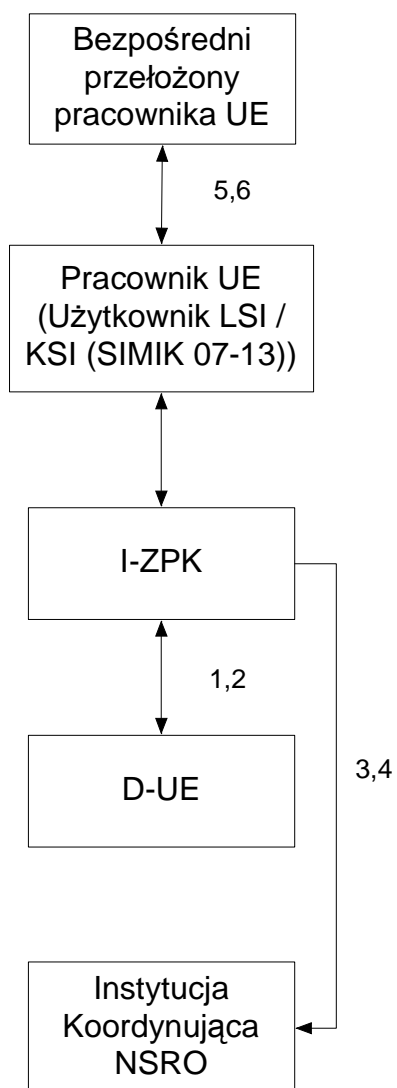 Bezpośredni
przełożony
pracownika UE
5,6
Pracownik UE
(Użytkownik LSI /
KSI (SIMIK 07-13))
I-ZPK
1,2
D-UE
3,4
Instytucja
Koordynująca
NSRO